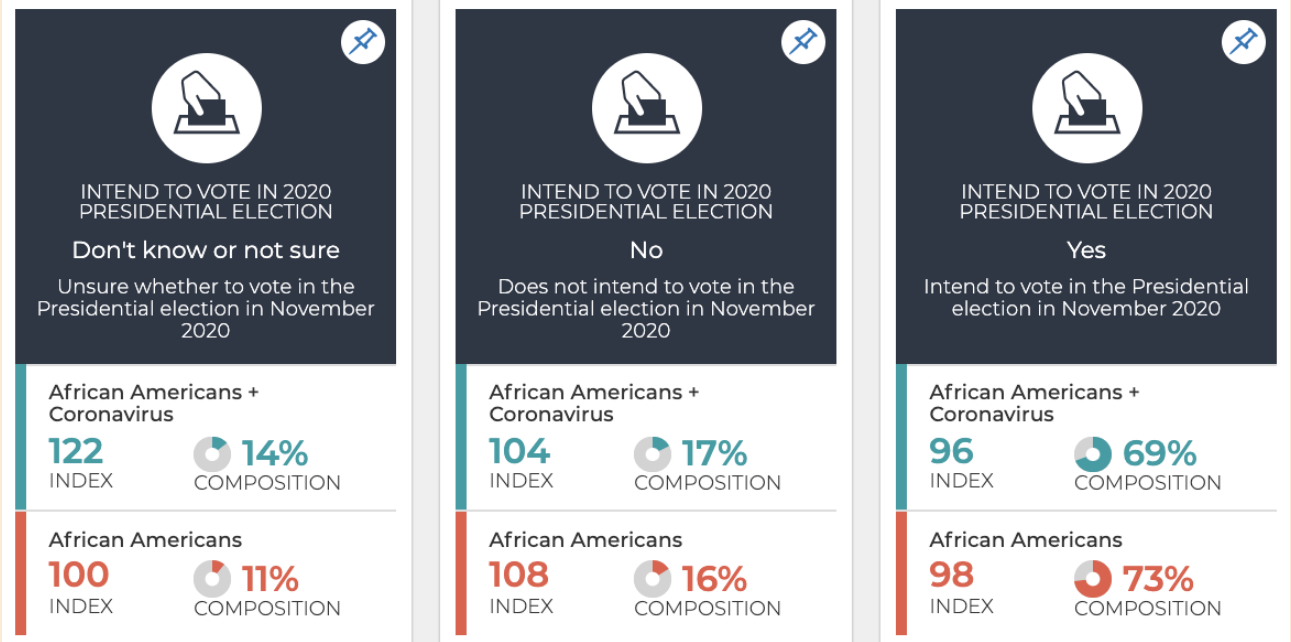 INTEND TO VOTE IN 2020
PRESIDENTIAL ELECTION
Don't know or not sure
Unsure whether to vote in the
Presidential election in November
2020
African Americans +
Coronavirus
122 14%
INDEX COMPOSITION
African Americans
100 11%
INDEX COMPOSITION
INTEND TO VOTE IN 2020
PRESIDENTIAL ELECTION
No
Does not intend to vote in the
Presidential election in November
2020
African Americans +
Coronavirus
104 17%
INDEX COMPOSITION
African Americans
108 16%
INDEX COMPOSITION
INTEND TO VOTE IN 2020
PRESIDENTIAL ELECTION
Yes
Intend to vote in the Presidential
election in November 2020
African Americans +
Coronavirus
96 69%
INDEX COMPOSITION
African Americans
98 73%
INDEX COMPOSITION